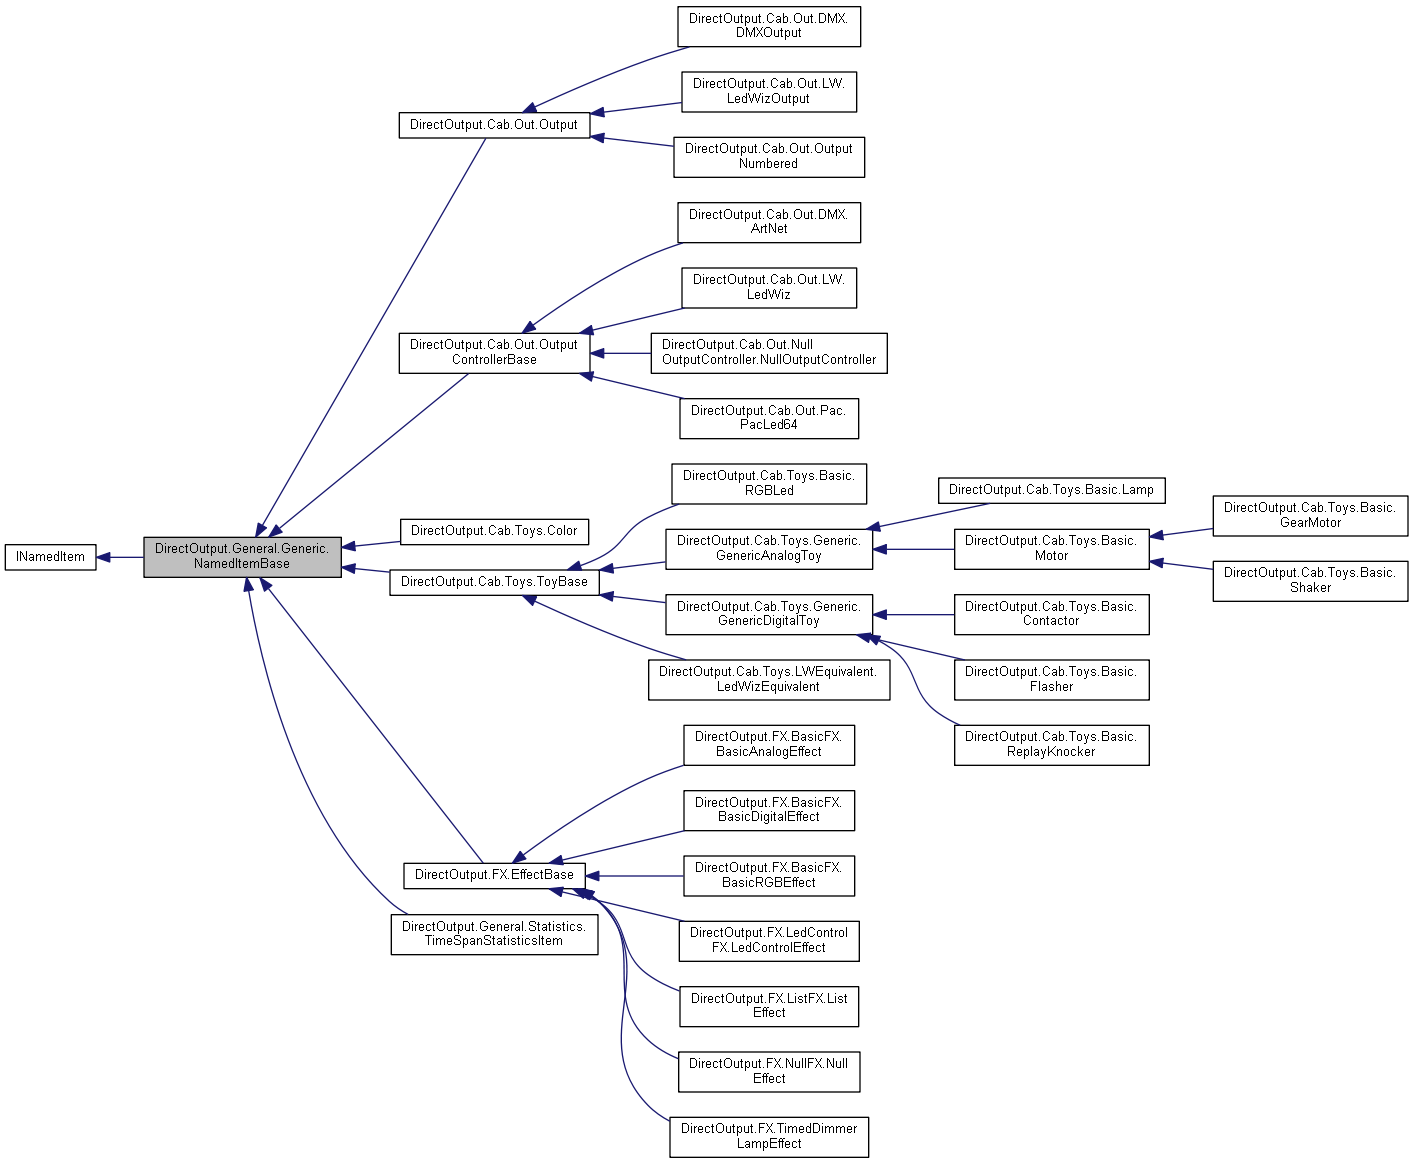 INamedItem
DirectOutput.General.Generic.
NamedItemBase
DirectOutput.Cab.Out.Output
DirectOutput.Cab.Out.DMX.
DMXOutput
DirectOutput.Cab.Out.LW.
LedWizOutput
DirectOutput.Cab.Out.Output
Numbered
DirectOutput.Cab.Out.Output
ControllerBase
DirectOutput.Cab.Out.DMX.
ArtNet
DirectOutput.Cab.Out.LW.
LedWiz
DirectOutput.Cab.Out.Null
OutputController.NullOutputController
DirectOutput.Cab.Out.Pac.
PacLed64
DirectOutput.Cab.Toys.Color
DirectOutput.Cab.Toys.ToyBase
DirectOutput.Cab.Toys.Basic.
RGBLed
DirectOutput.Cab.Toys.Generic.
GenericAnalogToy
DirectOutput.Cab.Toys.Basic.Lamp
DirectOutput.Cab.Toys.Basic.
Motor
DirectOutput.Cab.Toys.Basic.
GearMotor
DirectOutput.Cab.Toys.Basic.
Shaker
DirectOutput.Cab.Toys.Generic.
GenericDigitalToy
DirectOutput.Cab.Toys.Basic.
Contactor
DirectOutput.Cab.Toys.Basic.
Flasher
DirectOutput.Cab.Toys.Basic.
ReplayKnocker
DirectOutput.Cab.Toys.LWEquivalent.
LedWizEquivalent
DirectOutput.FX.EffectBase
DirectOutput.FX.BasicFX.
BasicAnalogEffect
DirectOutput.FX.BasicFX.
BasicDigitalEffect
DirectOutput.FX.BasicFX.
BasicRGBEffect
DirectOutput.FX.LedControl
FX.LedControlEffect
DirectOutput.FX.ListFX.List
Effect
DirectOutput.FX.NullFX.Null
Effect
DirectOutput.FX.TimedDimmer
LampEffect
DirectOutput.General.Statistics.
TimeSpanStatisticsItem